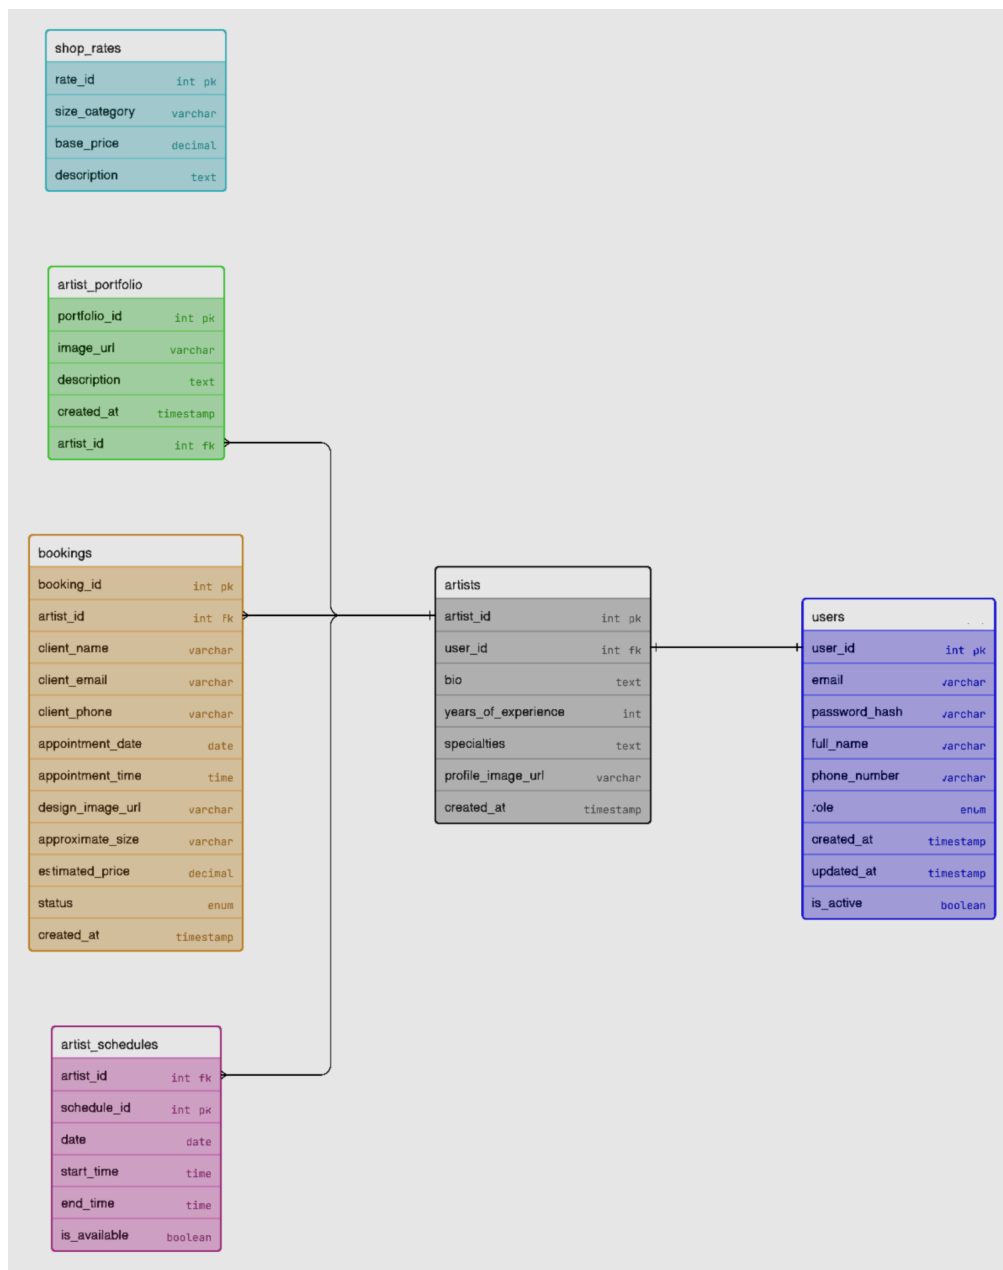 shop_rates
rate_id int pk
size_category varchar
base_price decimal
description text
artist_portfolio
portfolio_id int pk
image_url varchar
description text
created_at timestamp
artist_id int fk
bookings
booking_id int pk
artist_id int fk
client_name varchar
client_email varchar
client_phone varchar
appointment_date date
appointment_time time
design_image_url varchar
approximate_size varchar
estimated_price decimal
status enum
created_at timestamp
artists
artist_id int pk
user_id int fk
bio text
years_of_experience int
specialties text
profile_image_url varchar
created_at timestamp
users
user_id int pk
email varchar
password_hash varchar
full_name varchar
phone_number varchar
role enum
created_at timestamp
updated_at timestamp
is_active boolean
artist_schedules
artist_id int fk
schedule_id int pk
date date
start_time time
end_time time
is_available boolean